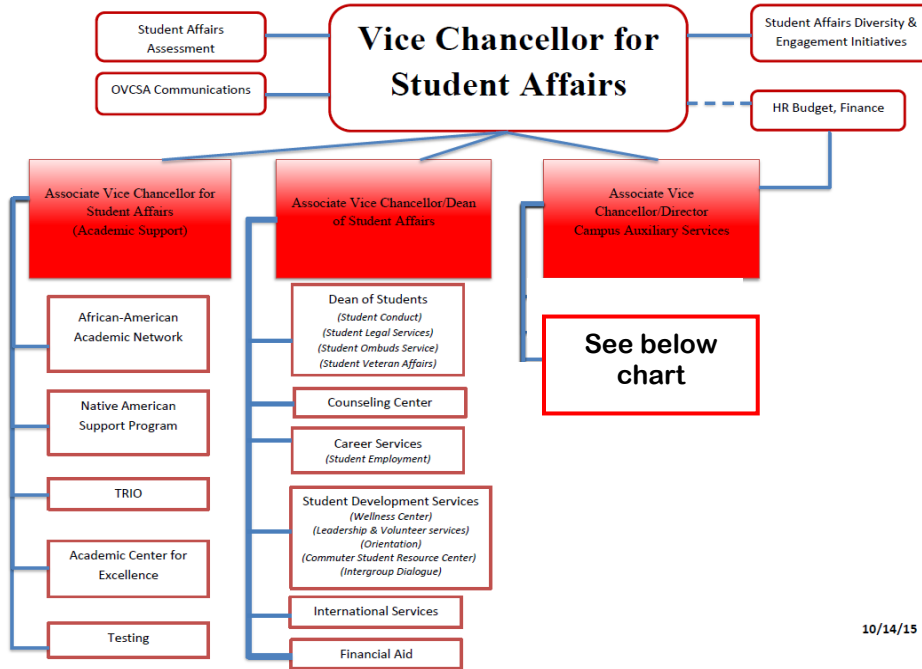 Student Affairs
Assessment
OVCSA Communications
Vice Chancellor for
Student Affairs
Student Affairs Diversity &
Engagement Initiatives
HR Budget, Finance
Associate Vice Chancellor for
Student Affairs
(Academic Support)
Associate Vice Chancellor/Dean
of Student Affairs
Associate Vice
Chancellor/Director
Campus Auxiliary Services
African-American
Academic Network
Native American
Support Program
TRIO
Academic Center for
Excellence
Testing
Dean of Students
(Student Conduct)
(Student Legal Services)
(Student Ombuds Service)
(Student Veteran Affairs)
Counseling Center
Career Services
(Student Employment)
Student Development Services
(Wellness Center)
(Leadership & Volunteer services)
(Orientation)
(Commuter Student Resource Center)
(Intergroup Dialogue)
International Services
Financial Aid
See below
chart
10/14/15